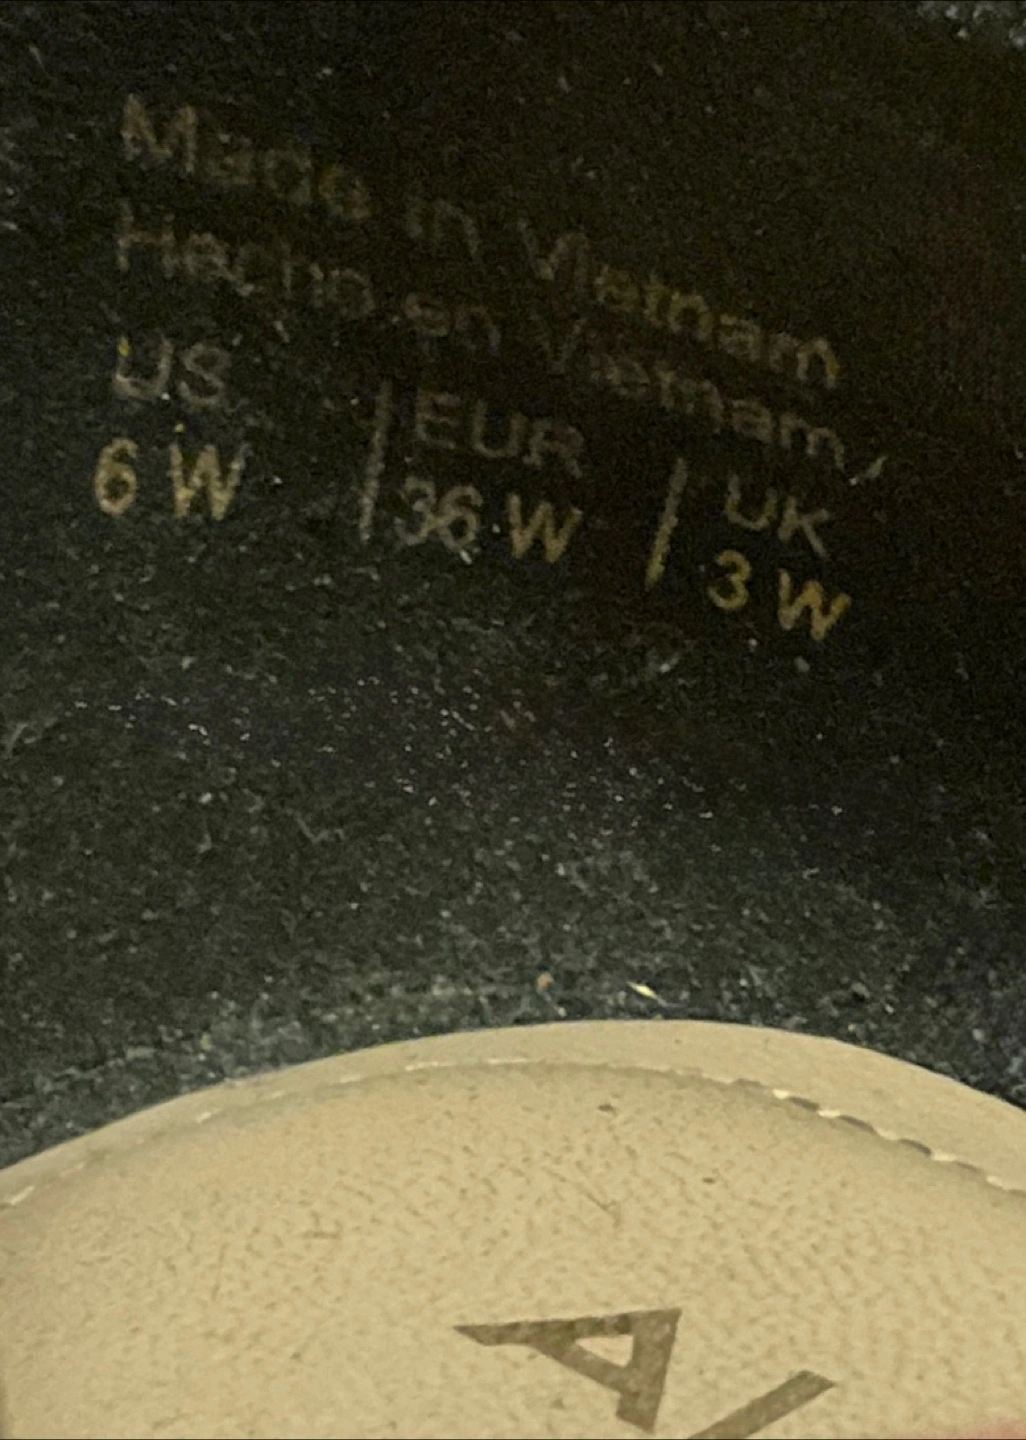 Made in Vietnam
Hecho en Vietnam
US | EUR | UK
6 W | 36 W | 3 W
A